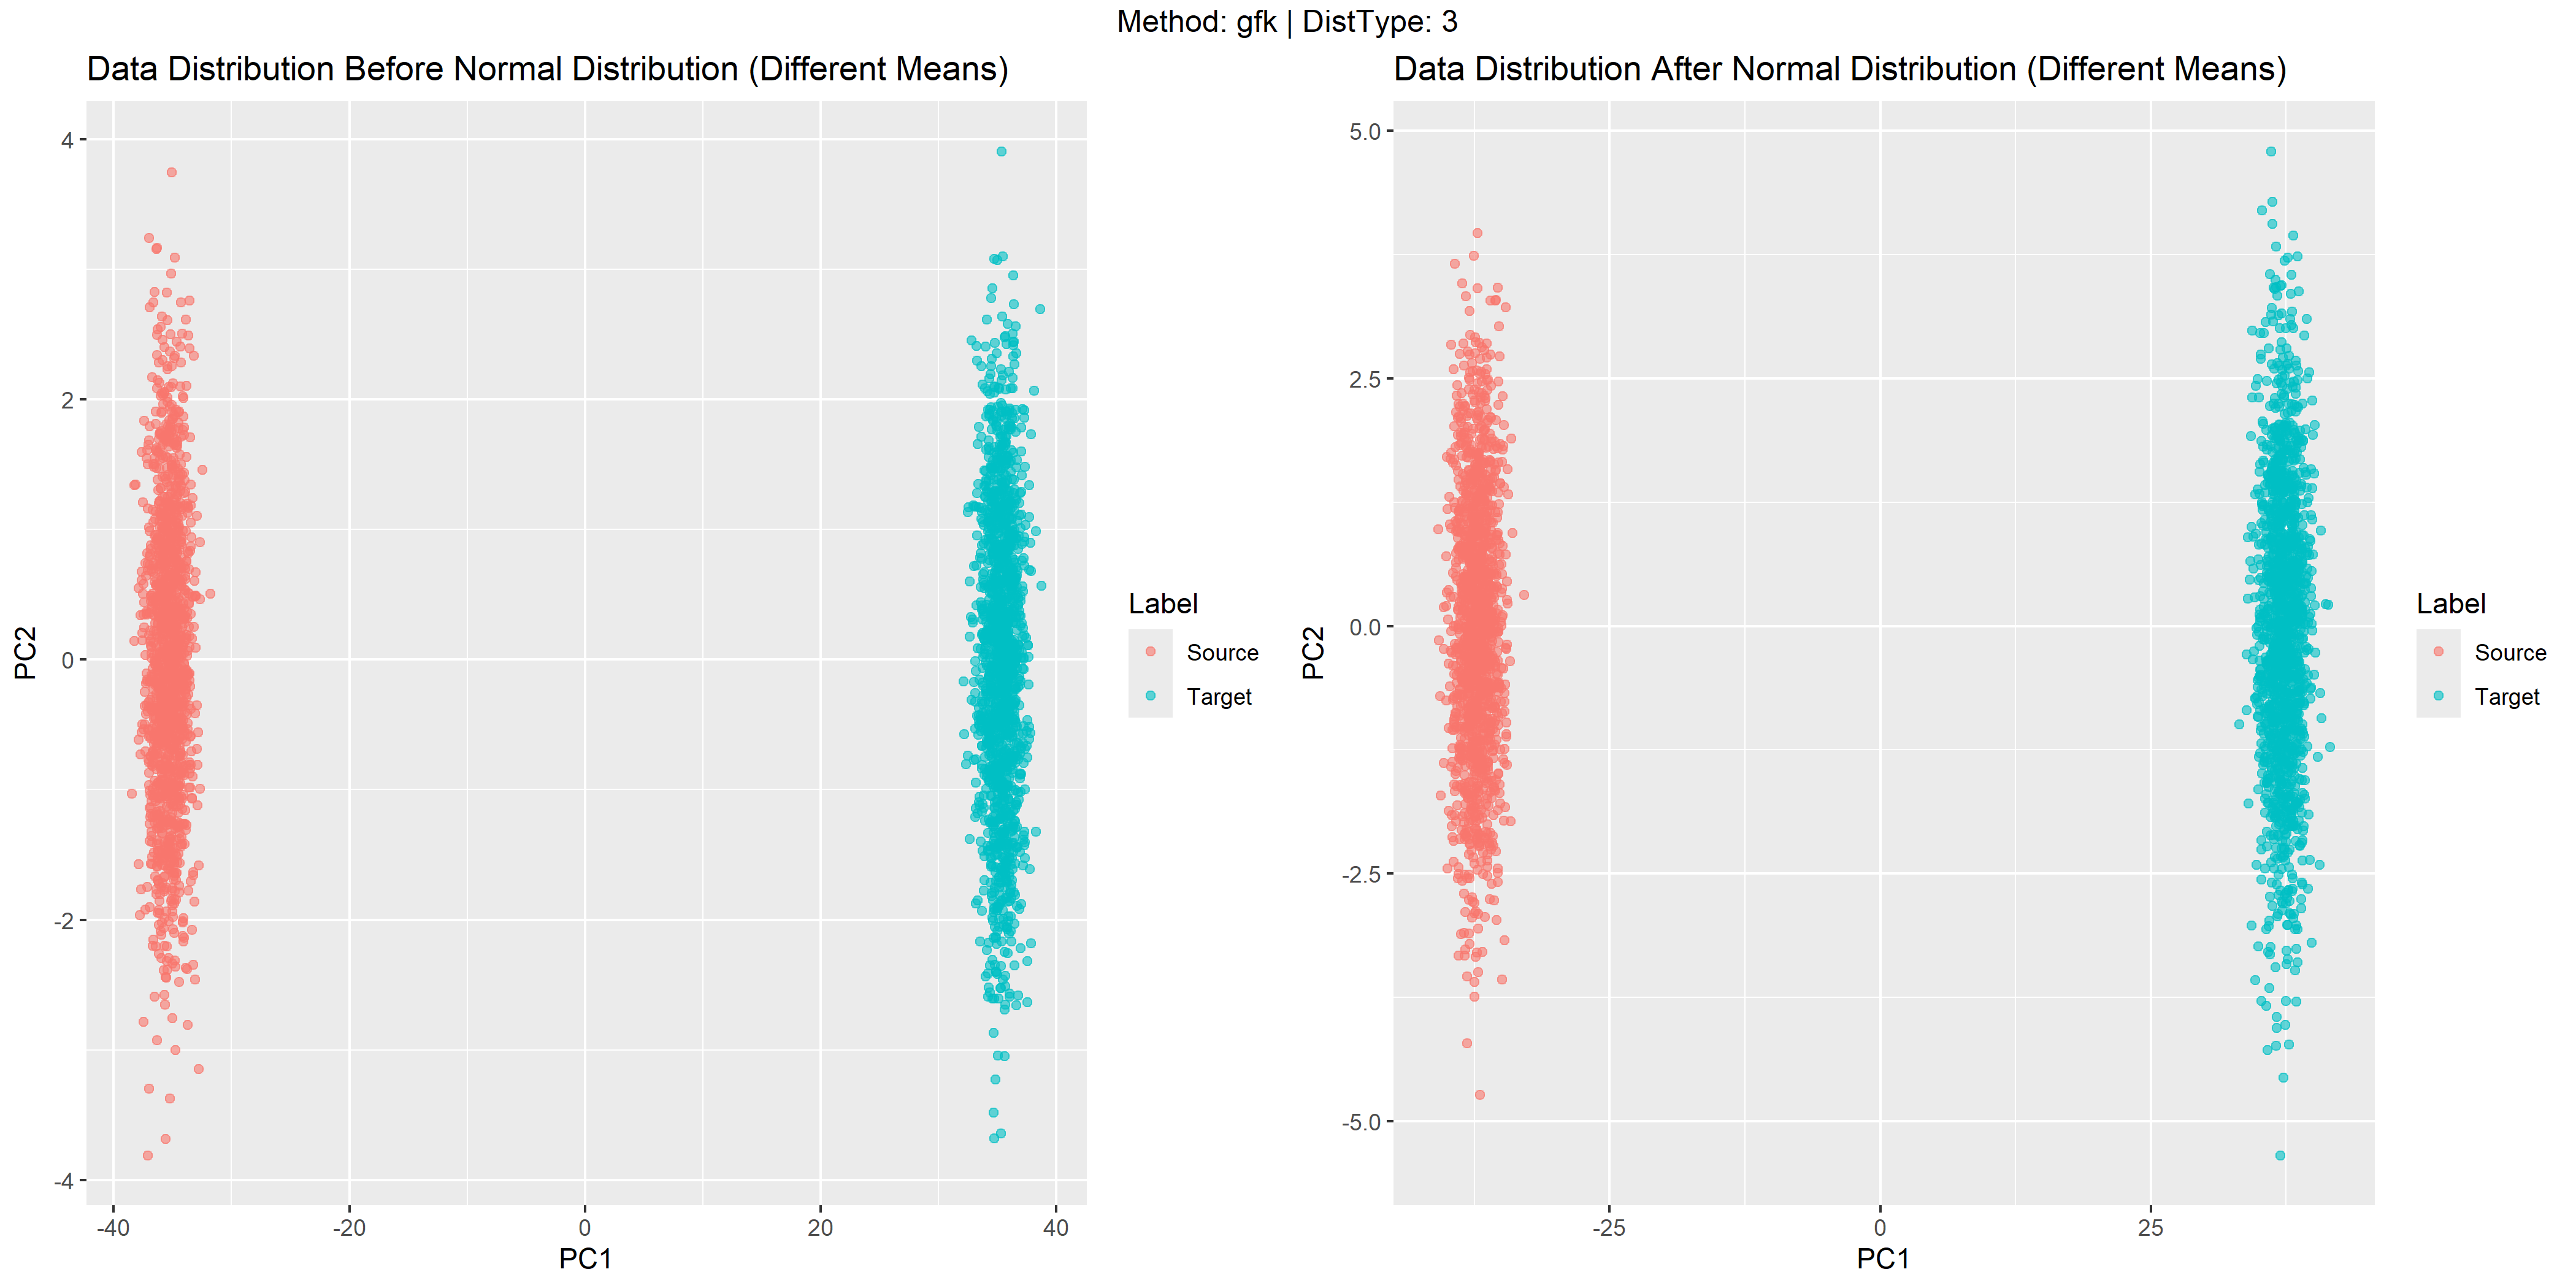 Method: gfk | DistType: 3
Data Distribution Before Normal Distribution (Different Means)
4
2
0
-2
-4
PC2
-40
-20
0
20
40
PC1
Label
Source
Target
Data Distribution After Normal Distribution (Different Means)
5.0
2.5
0.0
-2.5
-5.0
PC2
-25
0
25
PC1
Label
Source
Target